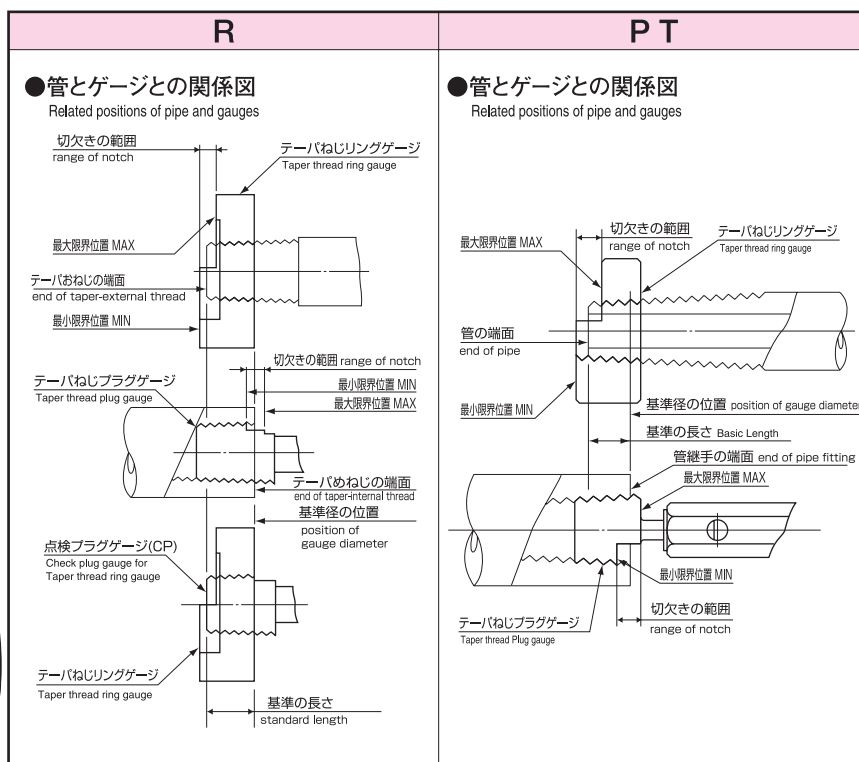 R
●管とゲージとの関係図
Related positions of pipe and gauges
切欠きの範囲
range of notch
テーパねじリングゲージ
Taper thread ring gauge
最大限界位置 MAX
テーパおねじの端面
end of taper-external thread
最小限界位置 MIN
切欠きの範囲 range of notch
テーパねじプラグゲージ
Taper thread plug gauge
最小限界位置 MIN
最大限界位置 MAX
テーパめねじの端面
end of taper-internal thread
基準径の位置
position of
gauge diameter
点検プラグゲージ(CP)
Check plug gauge for
Taper thread ring gauge
テーパねじリングゲージ
Taper thread ring gauge
基準の長さ
standard length
PT
●管とゲージとの関係図
Related positions of pipe and gauges
切欠きの範囲
range of notch
最大限界位置 MAX
テーパねじリングゲージ
Taper thread ring gauge
管の端面
end of pipe
最小限界位置 MIN
基準径の位置 position of gauge diameter
基準の長さ Basic Length
管継手の端面 end of pipe fitting
最大限界位置 MAX
最小限界位置 MIN
テーパねじプラグゲージ
Taper thread Plug gauge
切欠きの範囲
range of notch